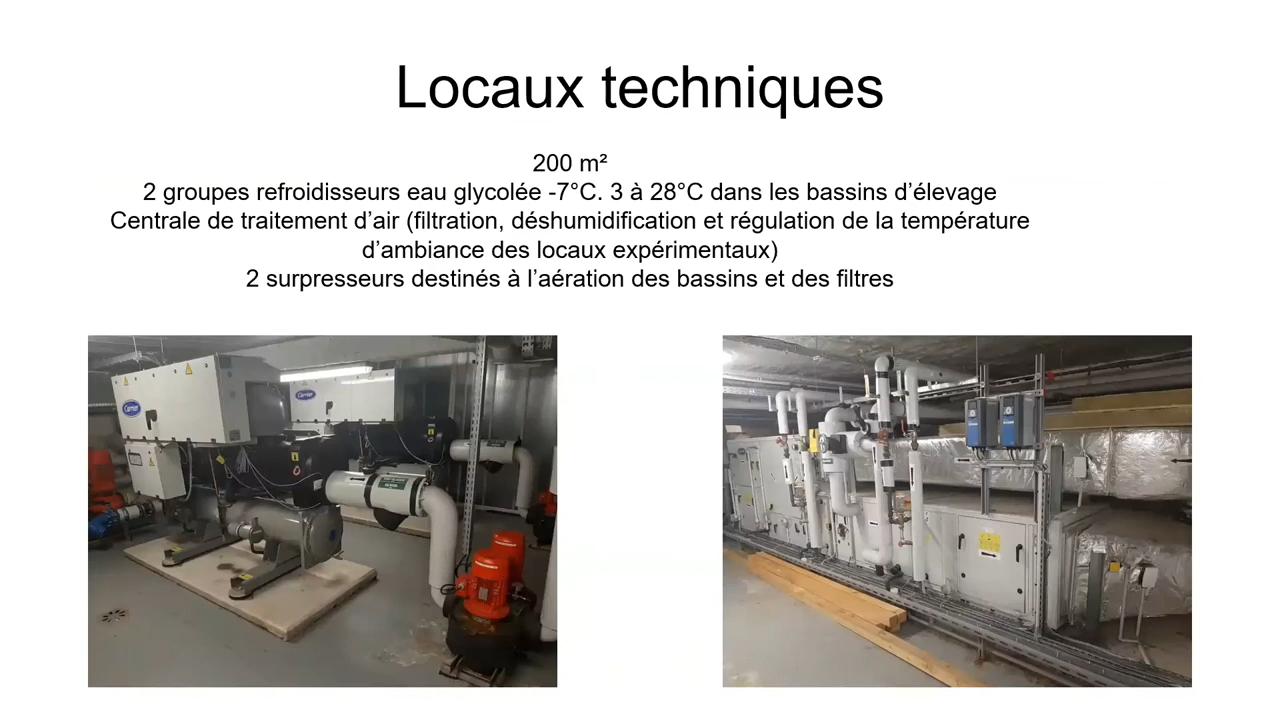 Locaux techniques
200 m²
2 groupes refroidisseurs eau glycolée -7°C. 3 à 28°C dans les bassins d’élevage
Centrale de traitement d’air (filtration, déshumidification et régulation de la température
d’ambiance des locaux expérimentaux)
2 surpresseurs destinés à l’aération des bassins et des filtres
Carrier
Carrier